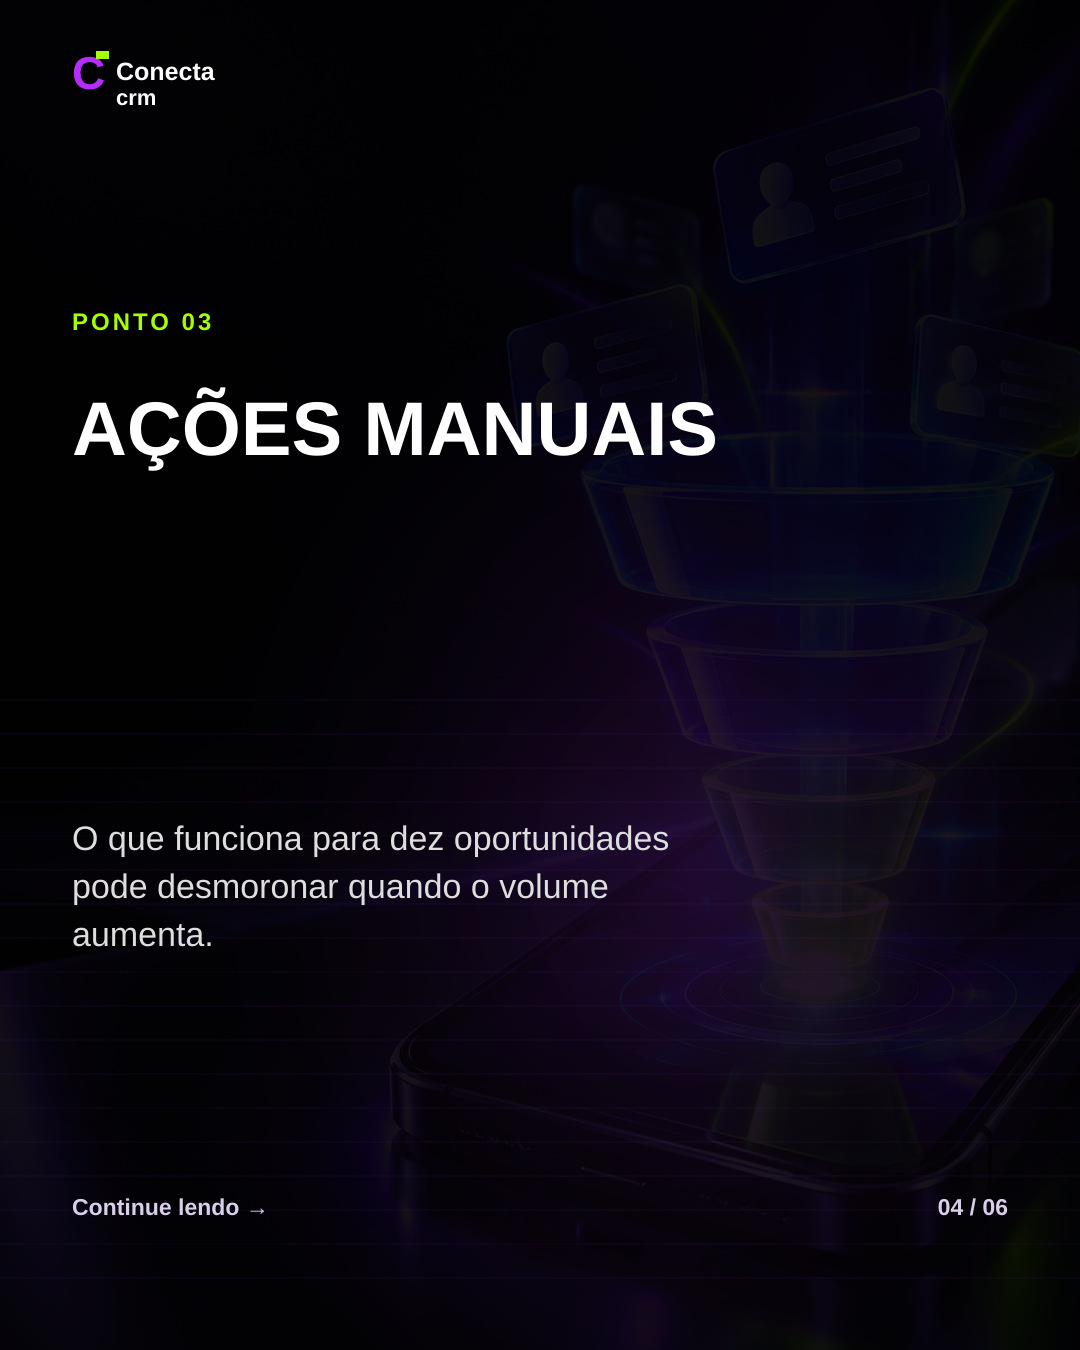 Conecta
crm
PONTO 03
AÇÕES MANUAIS
O que funciona para dez oportunidades
pode desmoronar quando o volume
aumenta.
Continue lendo →
04 / 06